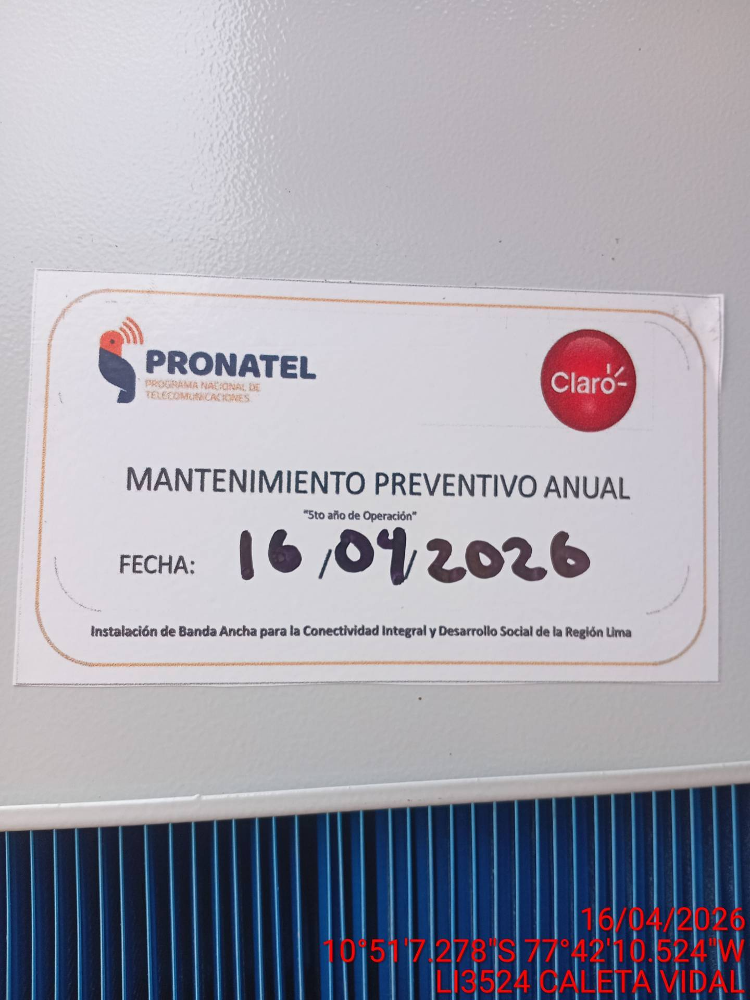 PRONATEL
PROGRAMA NACIONAL DE
TELECOMUNICACIONES
Claro
MANTENIMIENTO PREVENTIVO ANUAL
"5to año de Operación"
FECHA: 16/04/2026
Instalación de Banda Ancha para la Conectividad Integral y Desarrollo Social de la Región Lima
16/04/2026
10°51'7.278"S 77°42'10.524"W
LI3524 CALETA VIDAL